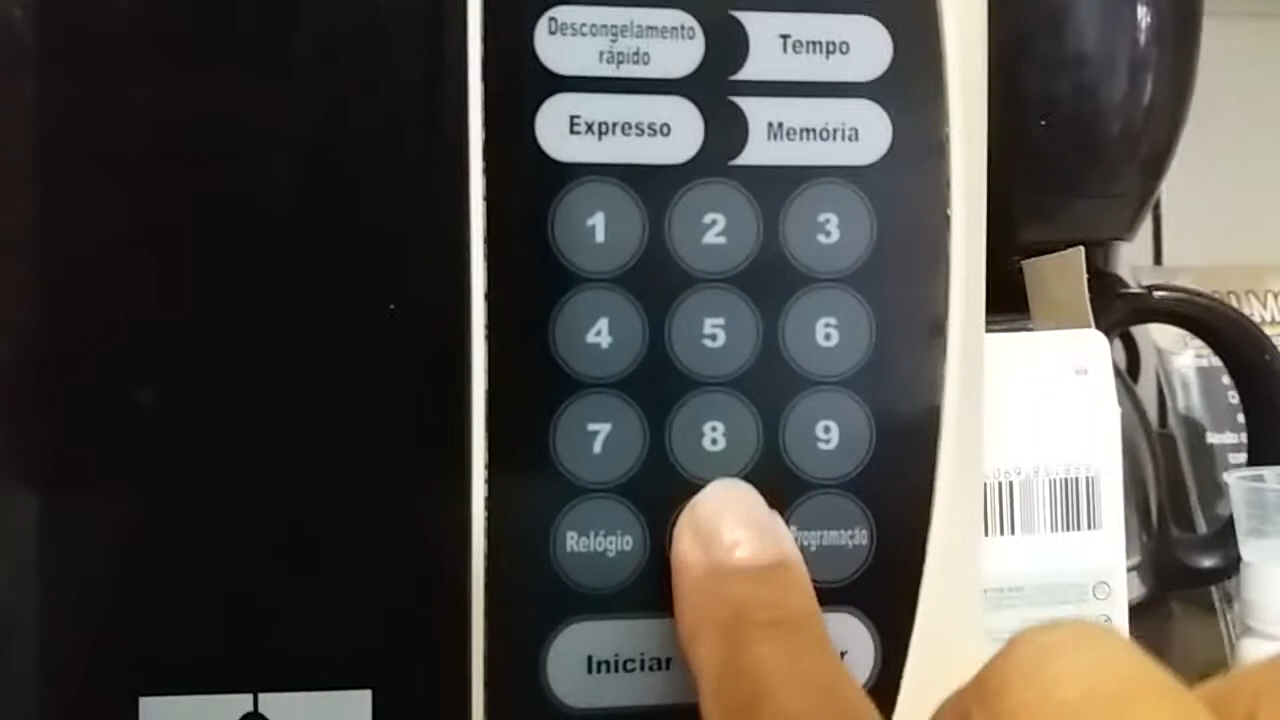 Descongelamento
rápido
Tempo
Expresso
Memória
1 2 3
4 5 6
7 8 9
Relógio
Programação
Iniciar
r